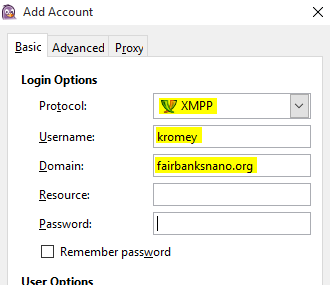 Add Account
Basic Advanced Proxy
Login Options
Protocol: XMPP
Username: kromey
Domain: fairbanksnano.org
Resource:
Password:
Remember password
User Options